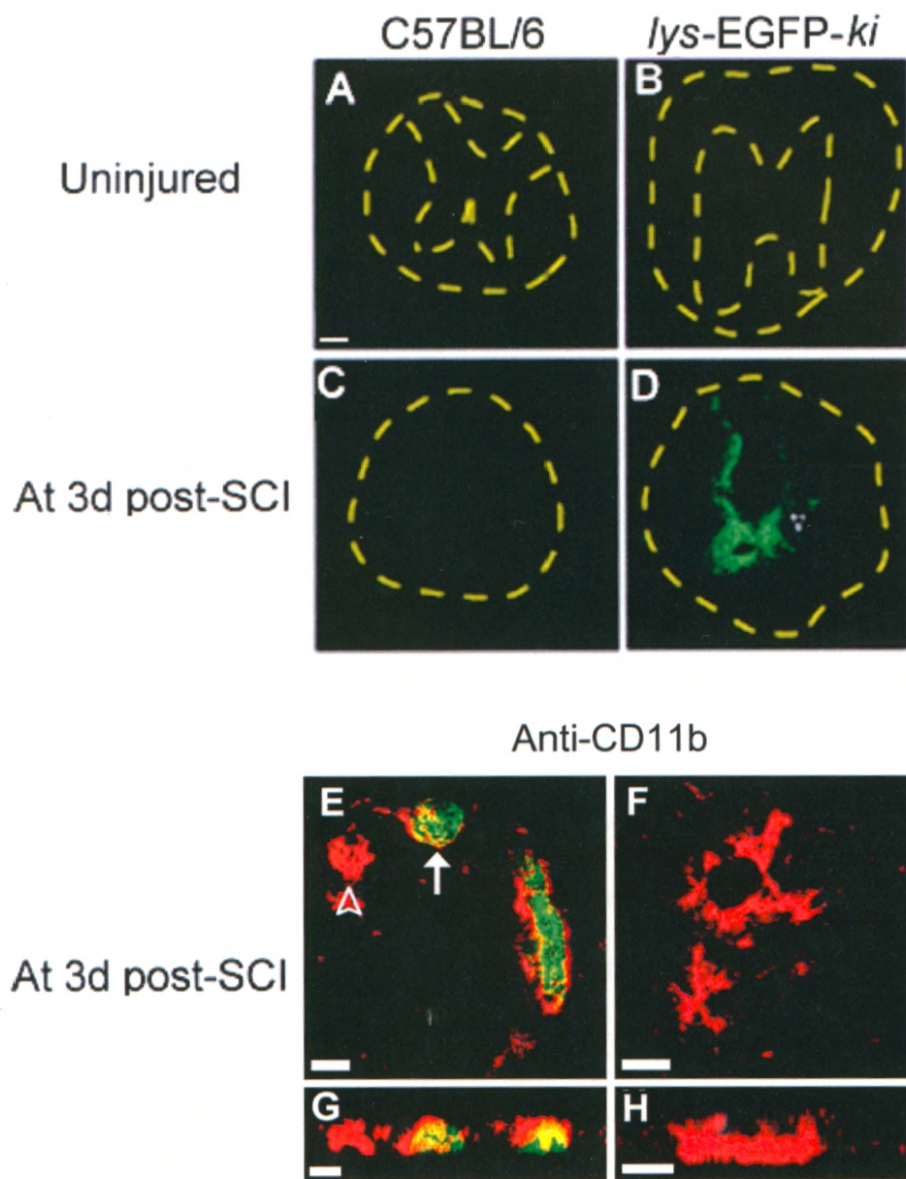 C57BL/6
lys-EGFP-ki
Uninjured
A
B
At 3d post-SCI
C
D
Anti-CD11b
At 3d post-SCI
E
F
G
H